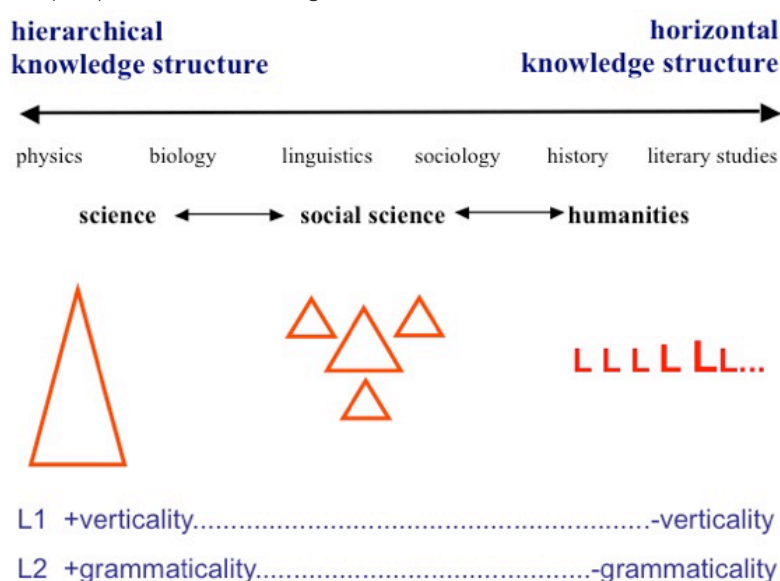 hierarchical
knowledge structure
horizontal
knowledge structure
physics biology linguistics sociology history literary studies
science social science humanities
L L L L L L...
L1 +verticality.................................................-verticality
L2 +grammaticality...................................-grammaticality